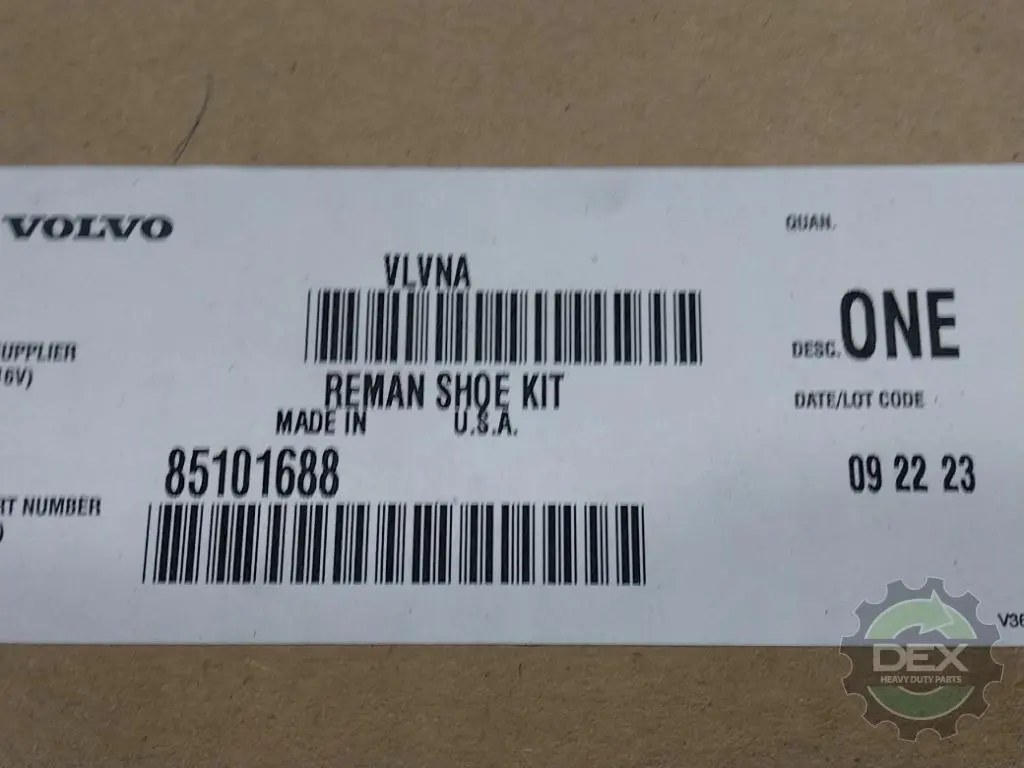 VOLVO
QUAN.
VLVNA
ONE
UPPLIER
DESC.
6V)
REMAN SHOE KIT
DATE/LOT CODE
MADE IN U.S.A.
85101688
09 22 23
RT NUMBER
)
V36
DEX
HEAVY DUTY PARTS